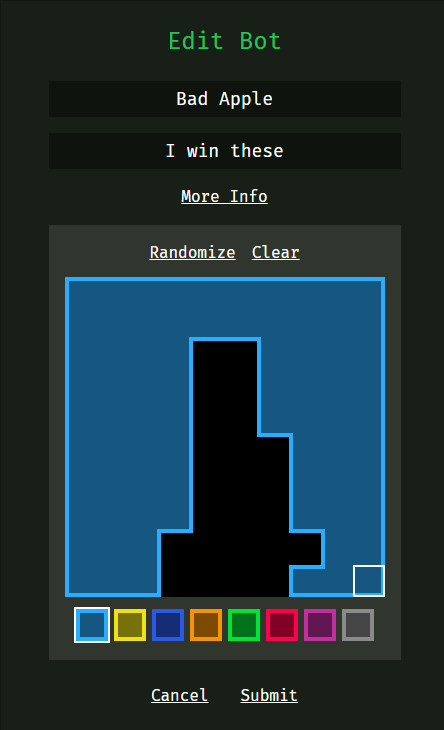 Edit Bot
Bad Apple
I win these
More Info
Randomize Clear
Cancel Submit